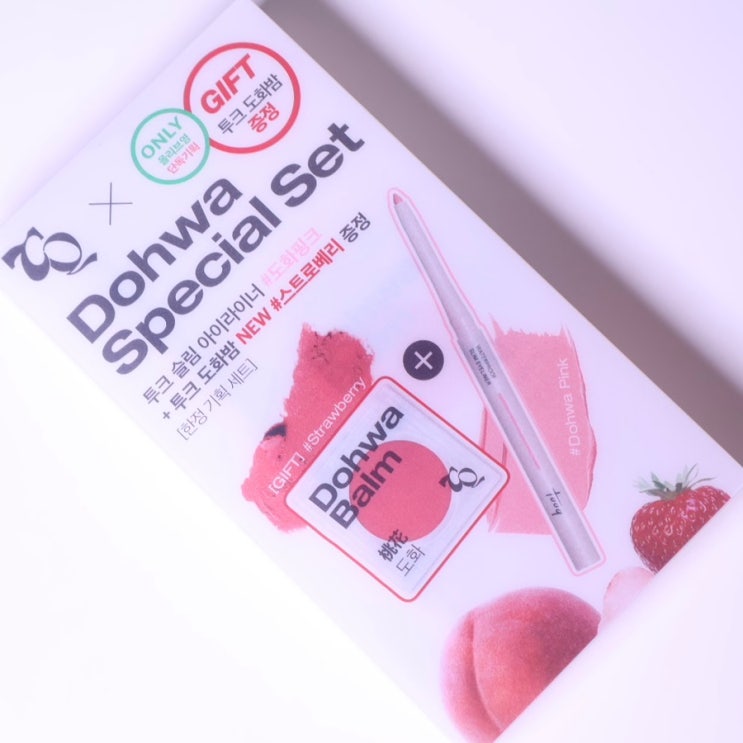 GIFT
투크 도화밤
증정
ONLY
올리브영
단독기획
Dohwa
Special Set
투크 슬림 아이라이너 #도화핑크
+ 투크 도화밤 NEW #스트로베리 증정
[한정 기획 세트]
[GIFT] #Strawberry
Dohwa
Balm
桃花
도화
WATERPROOF
SLIM EYELINER
#Dohwa Pink